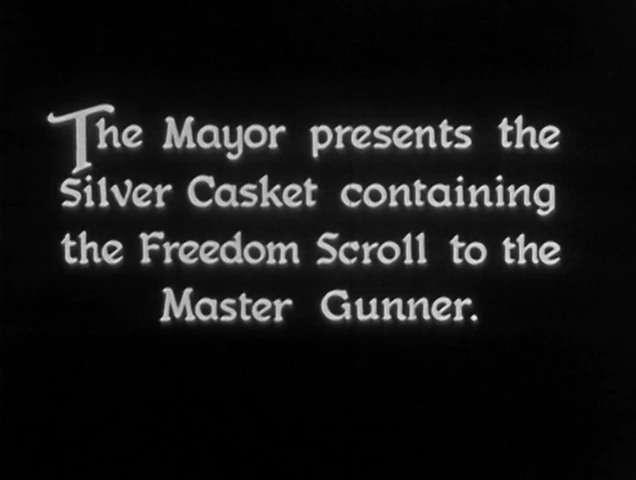 The Mayor presents the
Silver Casket containing
the Freedom Scroll to the
Master Gunner.